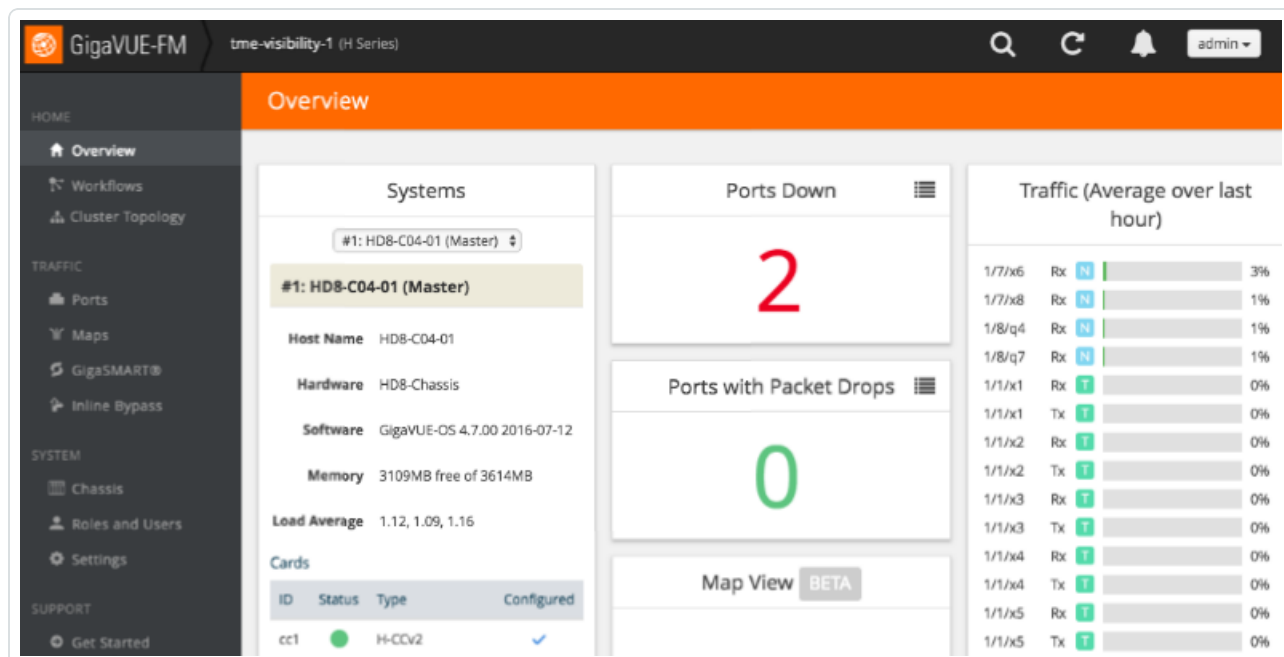 GigaVUE-FM
tme-visibility-1 (H Series)
admin
HOME
Overview
Workflows
Cluster Topology
TRAFFIC
Ports
Maps
GigaSMART®
Inline Bypass
SYSTEM
Chassis
Roles and Users
Settings
SUPPORT
Get Started
Overview
Systems
#1: HD8-C04-01 (Master)
#1: HD8-C04-01 (Master)
Host Name HD8-C04-01
Hardware HD8-Chassis
Software GigaVUE-OS 4.7.00 2016-07-12
Memory 3109MB free of 3614MB
Load Average 1.12, 1.09, 1.16
Cards
ID Status Type Configured
cc1 H-CCv2
Ports Down
2
Ports with Packet Drops
0
Map View BETA
Traffic (Average over last
hour)
1/7/x6 Rx N 3%
1/7/x8 Rx N 1%
1/8/q4 Rx N 1%
1/8/q7 Rx N 1%
1/1/x1 Rx T 0%
1/1/x1 Tx T 0%
1/1/x2 Rx T 0%
1/1/x2 Tx T 0%
1/1/x3 Rx T 0%
1/1/x3 Tx T 0%
1/1/x4 Rx T 0%
1/1/x4 Tx T 0%
1/1/x5 Rx T 0%
1/1/x5 Tx T 0%